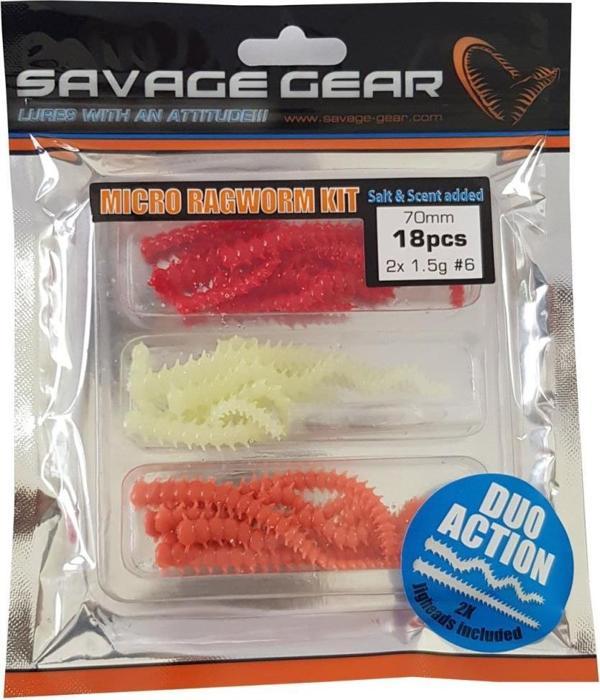 SAVAGE GEAR
LURES WITH AN ATTITUDE!!!
www.savage-gear.com
MICRO RAGWORM KIT
Salt & Scent added
70mm
18pcs
2x 1.5g #6
DUO
ACTION
2X
jigheads included